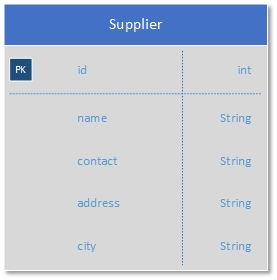 Supplier
PK id int
name String
contact String
address String
city String